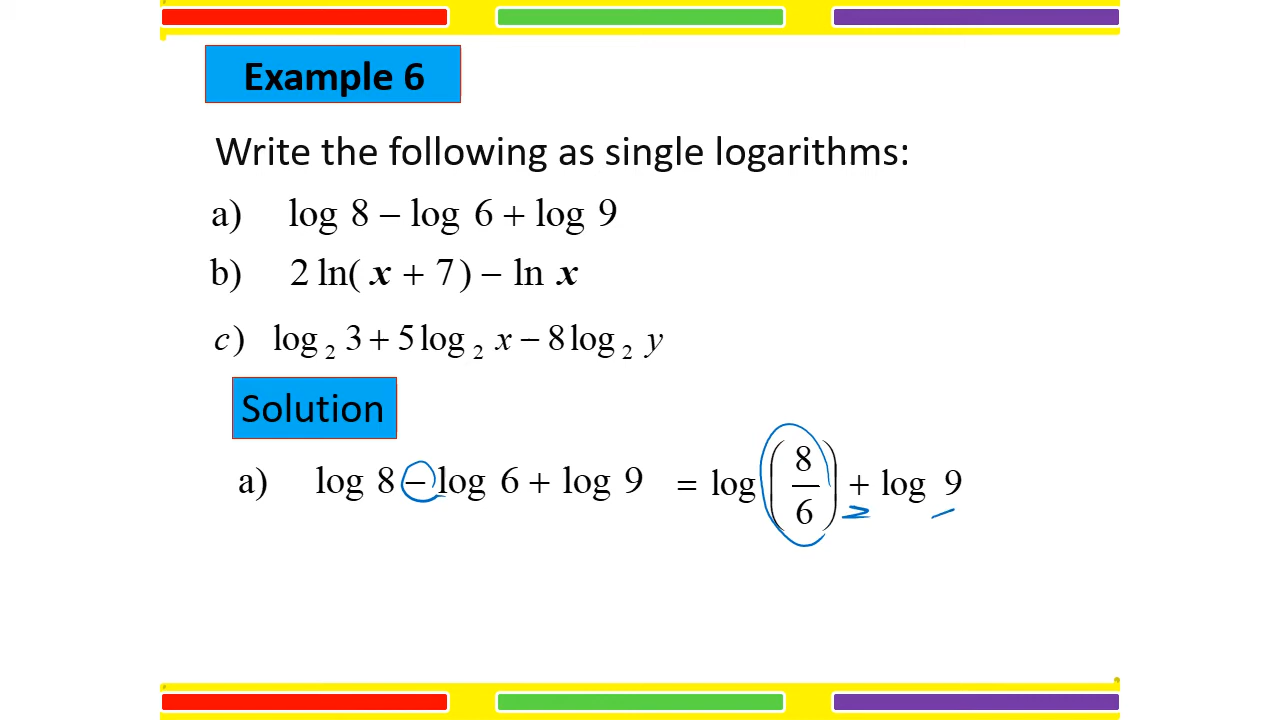 Example 6
Write the following as single logarithms:
a) log 8 − log 6 + log 9
b) 2 ln( x + 7 ) − ln x
c) log₂ 3 + 5 log₂ x − 8 log₂ y
Solution
a) log 8 − log 6 + log 9 = log (8/6) + log 9